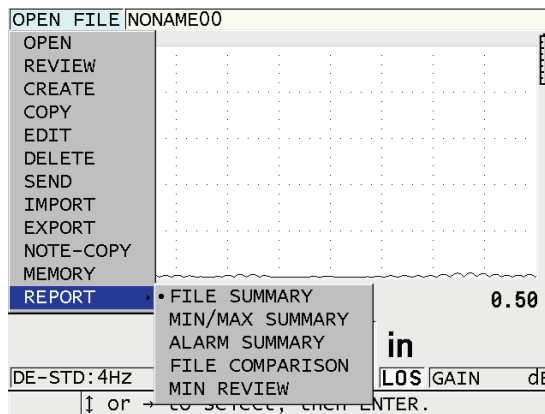 OPEN FILE NONAME00
OPEN
REVIEW
CREATE
COPY
EDIT
DELETE
SEND
IMPORT
EXPORT
NOTE-COPY
MEMORY
REPORT
• FILE SUMMARY
MIN/MAX SUMMARY
ALARM SUMMARY
FILE COMPARISON
MIN REVIEW
0.50
in
DE-STD:4Hz LOS GAIN dB
↕ or → to select, then ENTER.